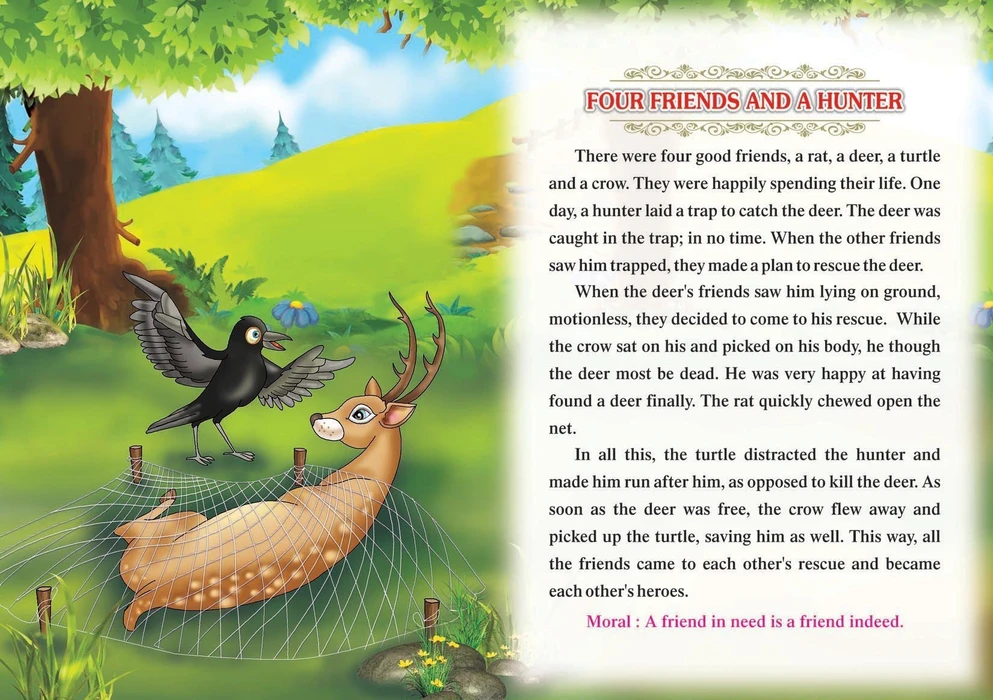 FOUR FRIENDS AND A HUNTER
There were four good friends, a rat, a deer, a turtle
and a crow. They were happily spending their life. One
day, a hunter laid a trap to catch the deer. The deer was
caught in the trap; in no time. When the other friends
saw him trapped, they made a plan to rescue the deer.
When the deer's friends saw him lying on ground,
motionless, they decided to come to his rescue. While
the crow sat on his and picked on his body, he though
the deer most be dead. He was very happy at having
found a deer finally. The rat quickly chewed open the
net.
In all this, the turtle distracted the hunter and
made him run after him, as opposed to kill the deer. As
soon as the deer was free, the crow flew away and
picked up the turtle, saving him as well. This way, all
the friends came to each other's rescue and became
each other's heroes.
Moral : A friend in need is a friend indeed.